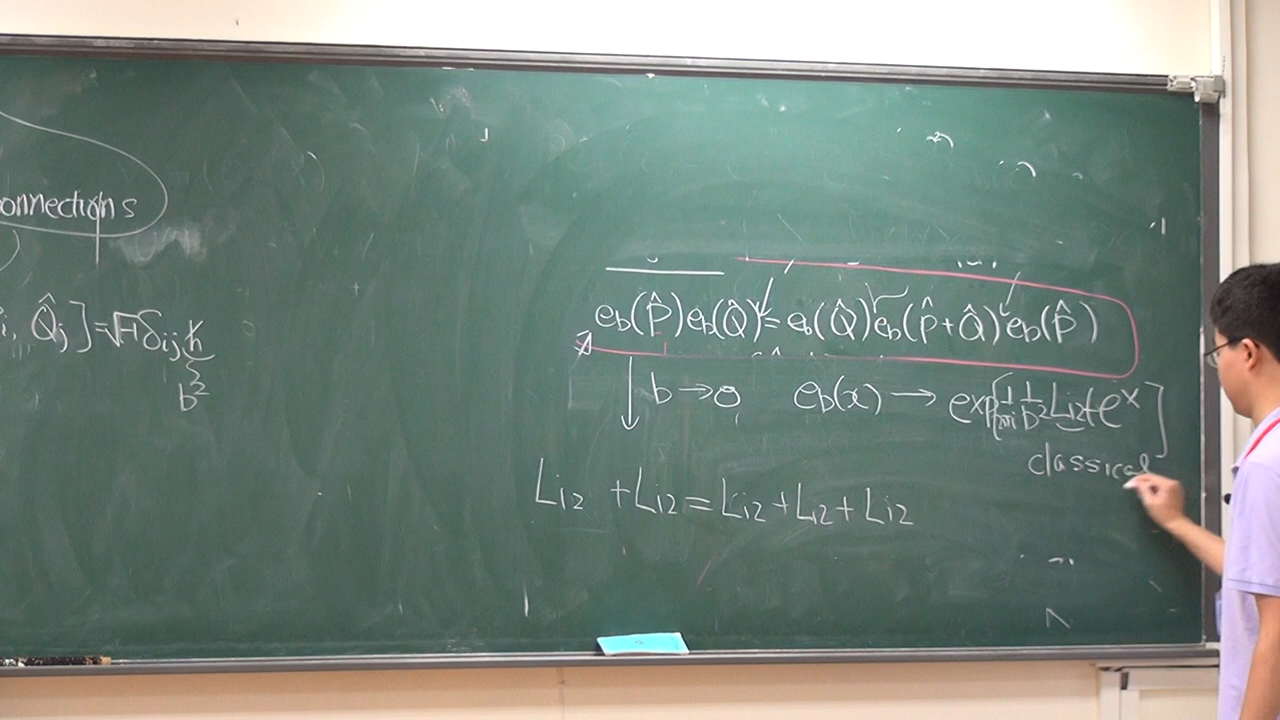 onnections
i, Q̂j] = √-1 δij ħ
b²
eb(P̂)eb(Q̂) = eb(Q̂)eb(P̂+Q̂)eb(P̂)
b→0 eb(x) → exp[1/2πi 1/b² Li2(-e^x]
classical
Li2 + Li2 = Li2 + L2 + Li2